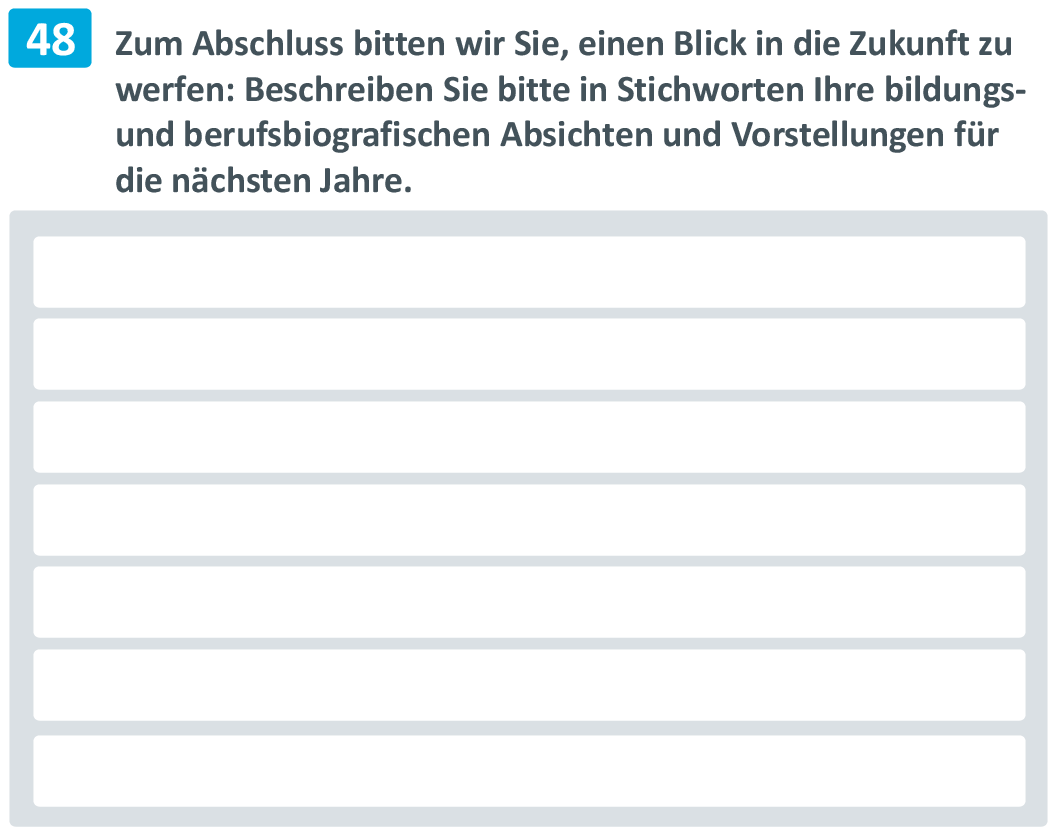 48
Zum Abschluss bitten wir Sie, einen Blick in die Zukunft zu
werfen: Beschreiben Sie bitte in Stichworten Ihre bildungs-
und berufsbiografischen Absichten und Vorstellungen für
die nächsten Jahre.